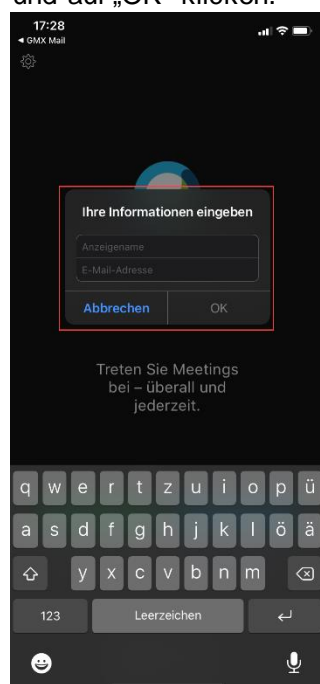 und auf „OK“ klicken.
17:28
◀ GMX Mail
Ihre Informationen eingeben
Anzeigename
E-Mail-Adresse
Abbrechen OK
Treten Sie Meetings
bei – überall und
jederzeit.
q w e r t z u i o p ü
a s d f g h j k l ö ä
y x c v b n m
123 Leerzeichen